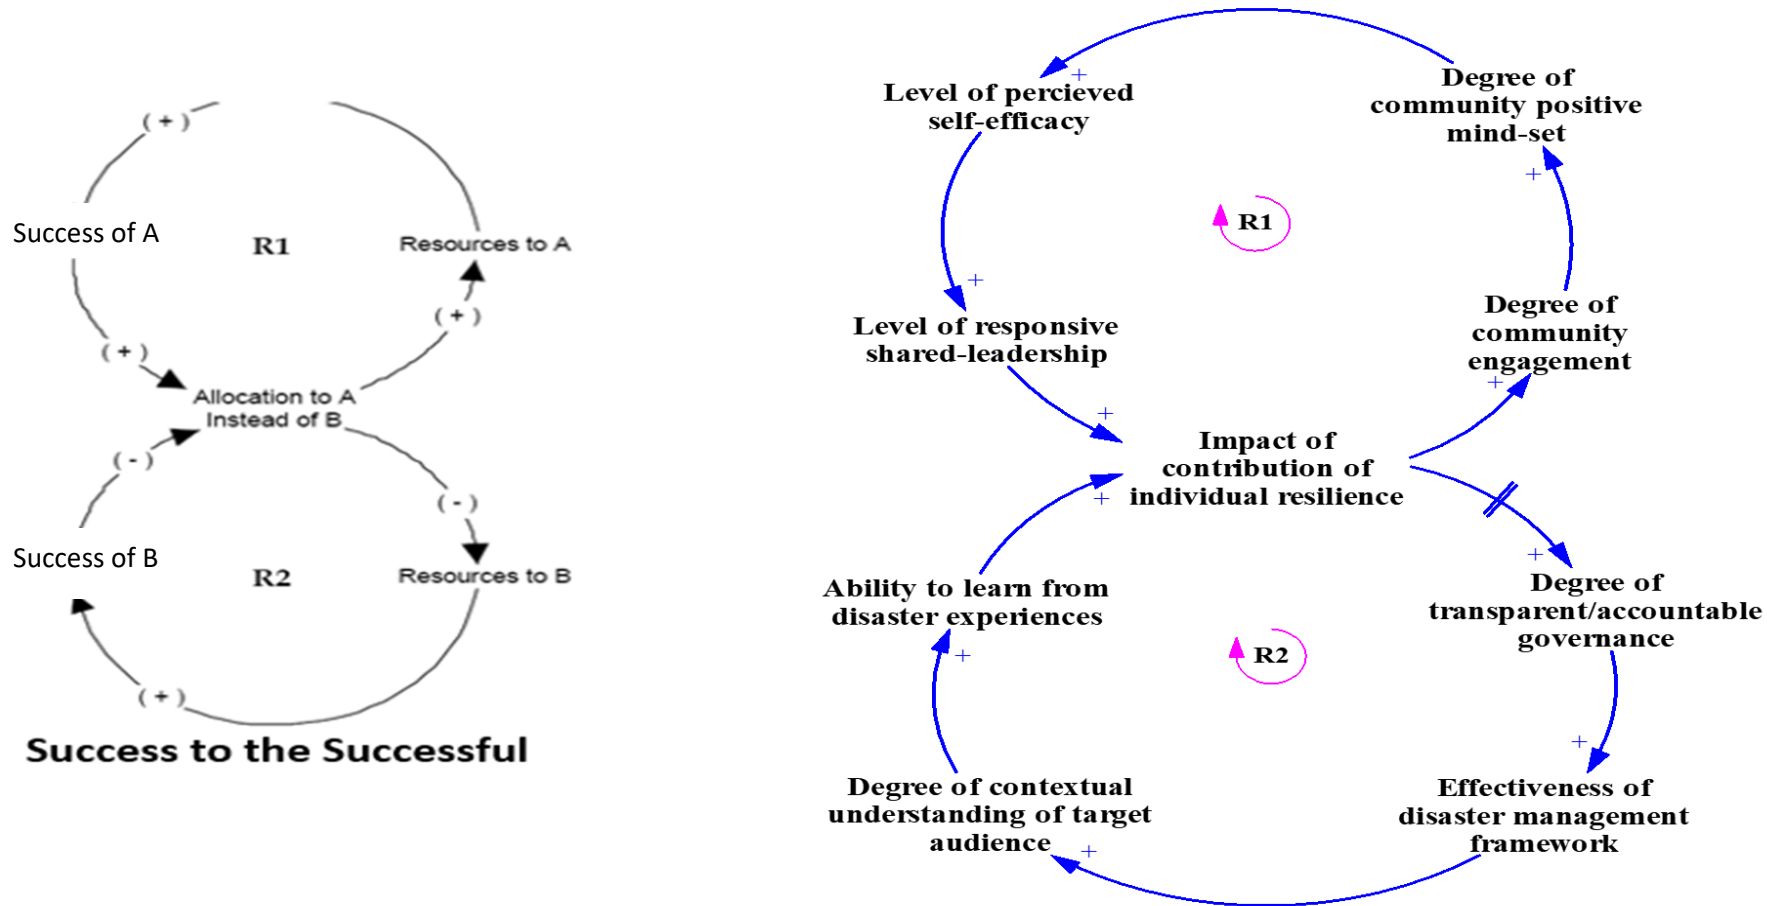 ( + )
Success of A
R1
Resources to A
( + )
( + )
Allocation to A
Instead of B
( - )
( - )
Success of B
R2
Resources to B
( + )
Success to the Successful
+
Level of percieved
self-efficacy
Degree of
community positive
mind-set
+
R1
+
Level of responsive
shared-leadership
Degree of
community
engagement
+
+
Impact of
contribution of
individual resilience
+
+
Ability to learn from
disaster experiences
Degree of
transparent/accountable
governance
+
R2
+
Degree of contextual
understanding of target
audience
+
Effectiveness of
disaster management
framework